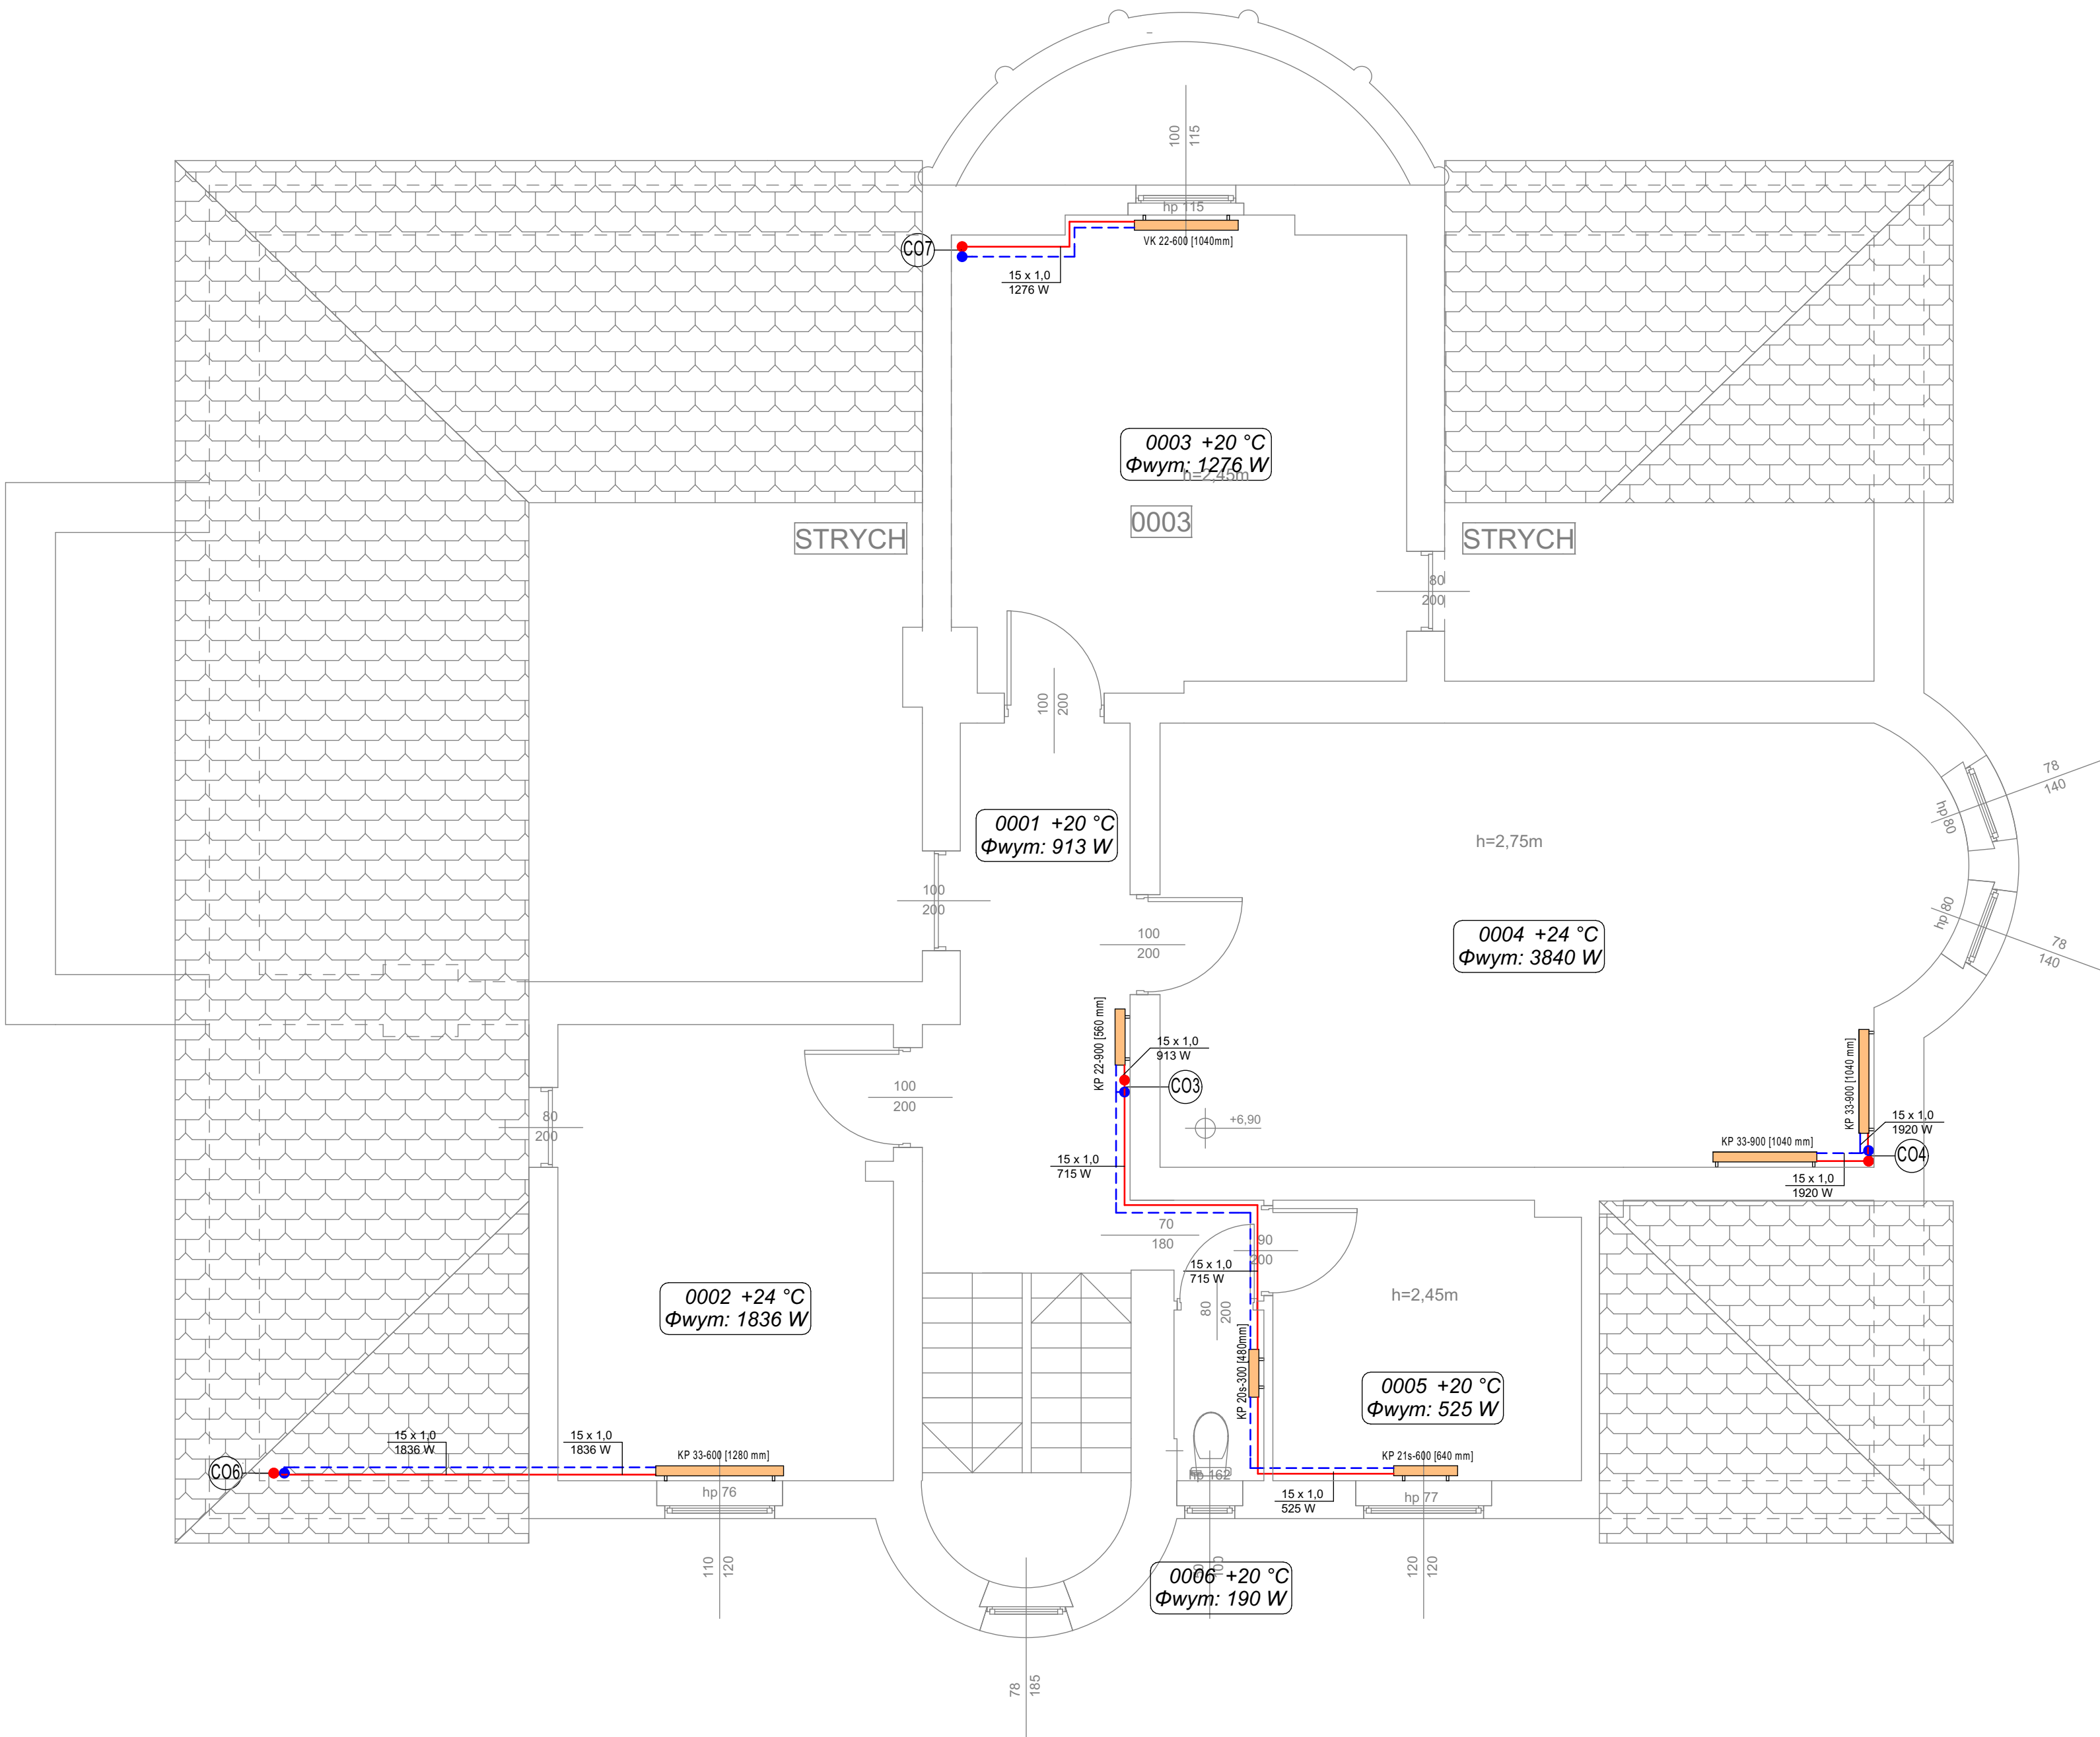 100
115
hp 115
VK 22-600 [1040mm]
CO7
15 x 1,0
1276 W
0003 +20 °C
Φwym: 1276 W
h=2,45m
0003
STRYCH
STRYCH
80
200
100
200
78
140
hp 80
0001 +20 °C
Φwym: 913 W
h=2,75m
100
200
100
200
0004 +24 °C
Φwym: 3840 W
hp 80
78
140
KP 22-900 [560 mm]
15 x 1,0
913 W
CO3
100
200
80
200
+6,90
KP 33-900 [1040 mm]
15 x 1,0
1920 W
KP 33-900 [1040 mm]
CO4
15 x 1,0
1920 W
15 x 1,0
715 W
70
180
90
200
15 x 1,0
715 W
80
200
h=2,45m
0002 +24 °C
Φwym: 1836 W
KP 20s-300 [480mm]
0005 +20 °C
Φwym: 525 W
15 x 1,0
1836 W
15 x 1,0
1836 W
KP 33-600 [1280 mm]
CO6
KP 21s-600 [640 mm]
hp 162
hp 76
15 x 1,0
525 W
hp 77
110
120
100
120
120
0006 +20 °C
Φwym: 190 W
78
185